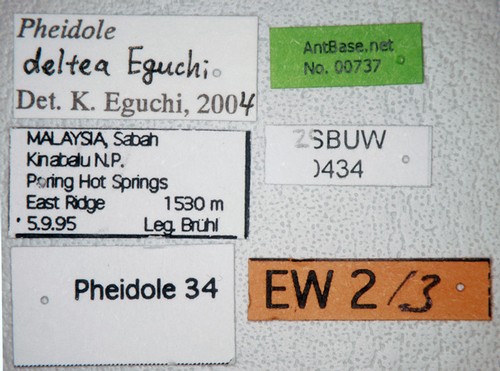 Pheidole
deltea Eguchi
Det. K. Eguchi, 2004
AntBase.net
No. 00737
MALAYSIA, Sabah
Kinabalu N.P.
Poring Hot Springs
East Ridge 1530 m
5.9.95 Leg. Brühl
ZSBUW
0434
Pheidole 34
EW 2/3